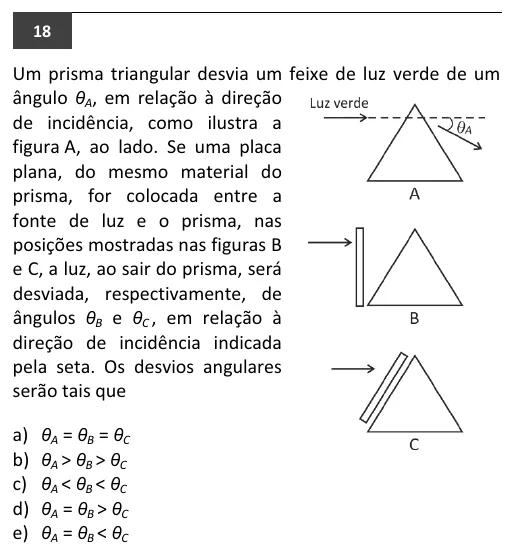 18
Um prisma triangular desvia um feixe de luz verde de um
ângulo θA, em relação à direção
de incidência, como ilustra a
figura A, ao lado. Se uma placa
plana, do mesmo material do
prisma, for colocada entre a
fonte de luz e o prisma, nas
posições mostradas nas figuras B
e C, a luz, ao sair do prisma, será
desviada, respectivamente, de
ângulos θB e θC, em relação à
direção de incidência indicada
pela seta. Os desvios angulares
serão tais que
a) θA = θB = θC
b) θA > θB > θC
c) θA < θB < θC
d) θA = θB > θC
e) θA = θB < θC
Luz verde
θA
A
B
C